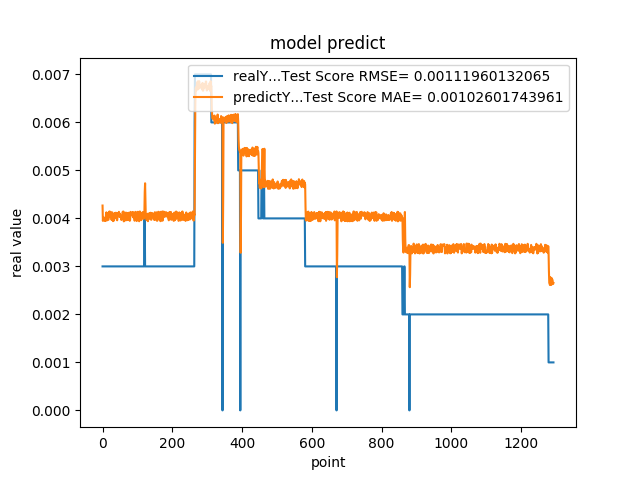 model predict
realY...Test Score RMSE= 0.00111960132065
predictY...Test Score MAE= 0.00102601743961
real value
0.007
0.006
0.005
0.004
0.003
0.002
0.001
0.000
0 200 400 600 800 1000 1200
point